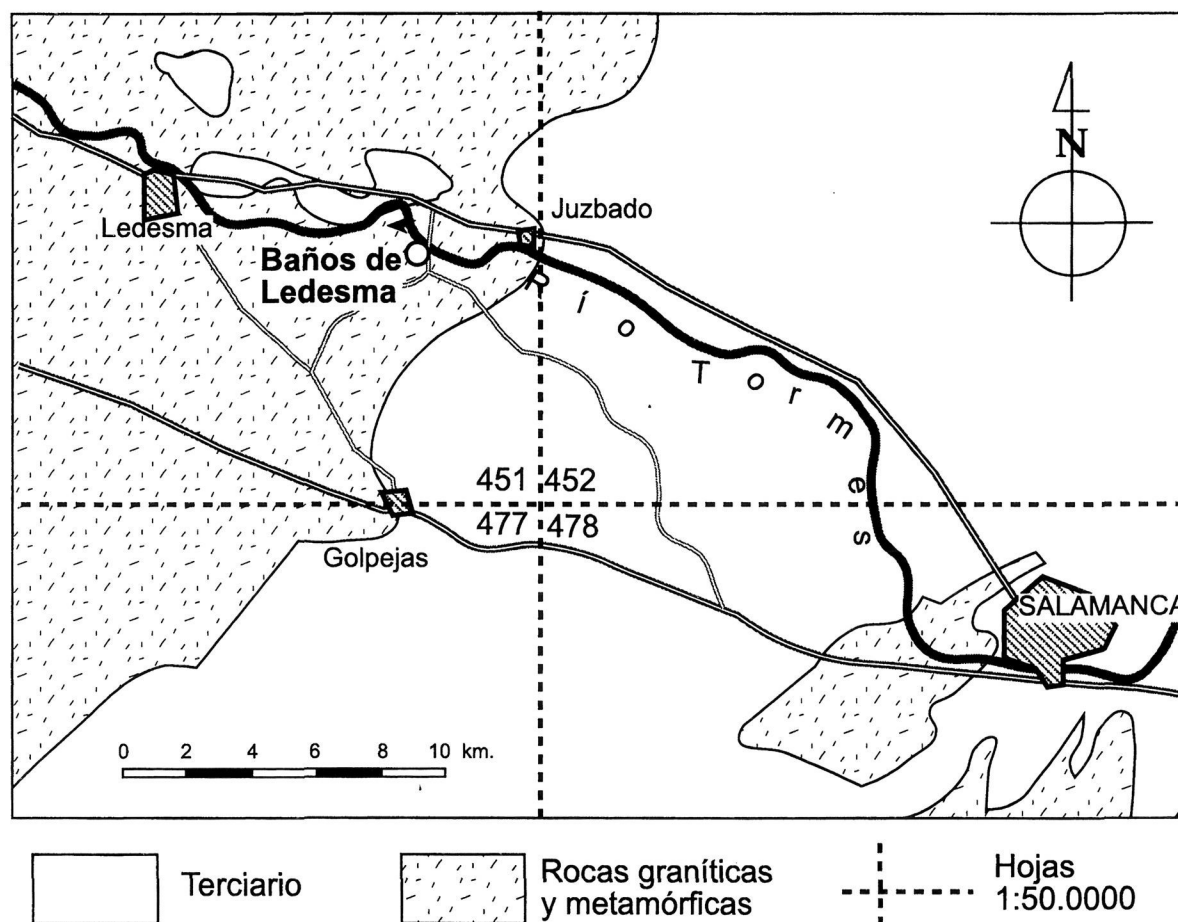 N
Juzbado
Ledesma
Baños de
Ledesma
Río Tormes
451 452
477 478
Golpejas
SALAMANCA
0 2 4 6 8 10 km.
Terciario
Rocas graníticas
y metamórficas
Hojas
1:50.0000